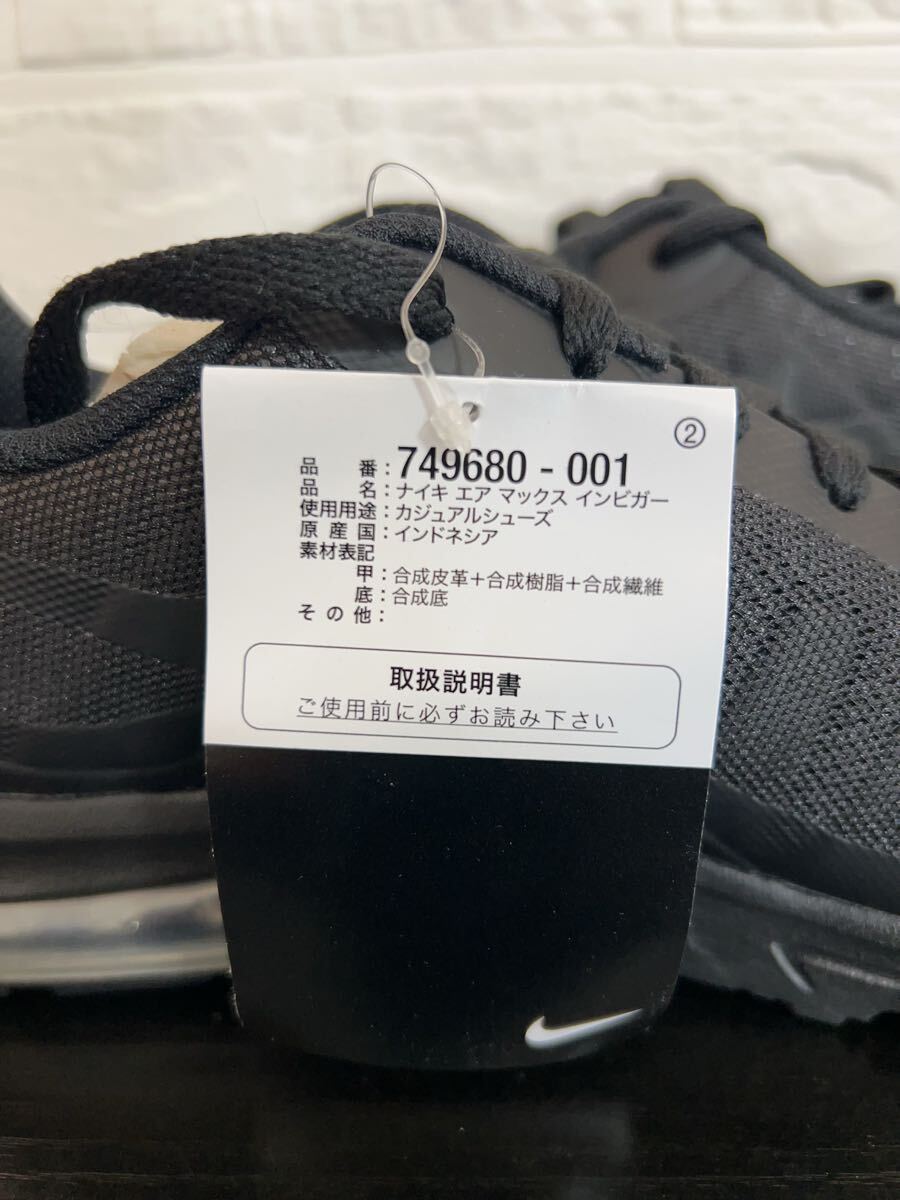 ②
品番：749680 - 001
品名：ナイキ エア マックス インビガー
使用用途：カジュアルシューズ
原産国：インドネシア
素材表記
甲：合成皮革＋合成樹脂＋合成繊維
底：合成底
その他：
取扱説明書
ご使用前に必ずお読み下さい